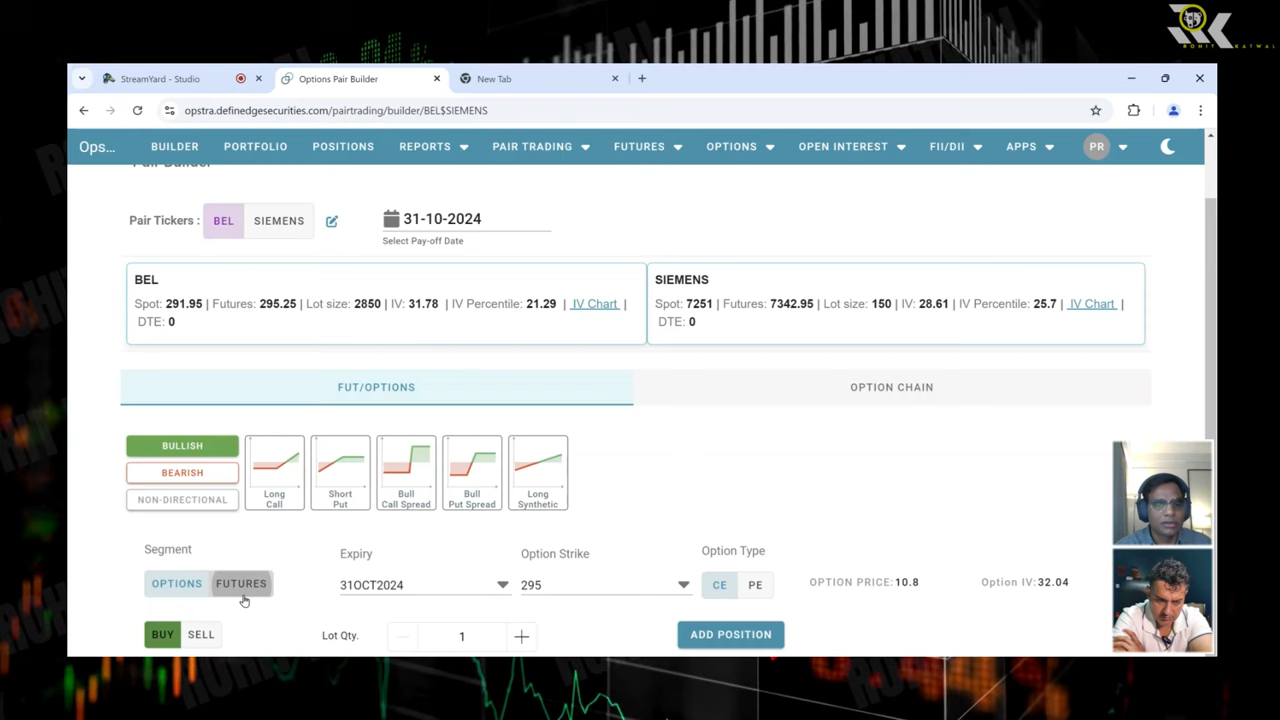 ROHIT KATWAL
StreamYard - Studio
Options Pair Builder
New Tab
opstra.definedgesecurities.com/pairtrading/builder/BEL$SIEMENS
Ops...
BUILDER
PORTFOLIO
POSITIONS
REPORTS
PAIR TRADING
FUTURES
OPTIONS
OPEN INTEREST
FII/DII
APPS
PR
Pair Builder
Pair Tickers :
BEL
SIEMENS
31-10-2024
Select Pay-off Date
BEL
Spot: 291.95 | Futures: 295.25 | Lot size: 2850 | IV: 31.78 | IV Percentile: 21.29 | IV Chart |
DTE: 0
SIEMENS
Spot: 7251 | Futures: 7342.95 | Lot size: 150 | IV: 28.61 | IV Percentile: 25.7 | IV Chart |
DTE: 0
FUT/OPTIONS
OPTION CHAIN
BULLISH
BEARISH
NON-DIRECTIONAL
Long
Call
Short
Put
Bull
Call Spread
Bull
Put Spread
Long
Synthetic
Segment
OPTIONS
FUTURES
Expiry
31OCT2024
Option Strike
295
Option Type
CE
PE
OPTION PRICE:10.8
Option IV:32.04
BUY
SELL
Lot Qty.
1
ADD POSITION